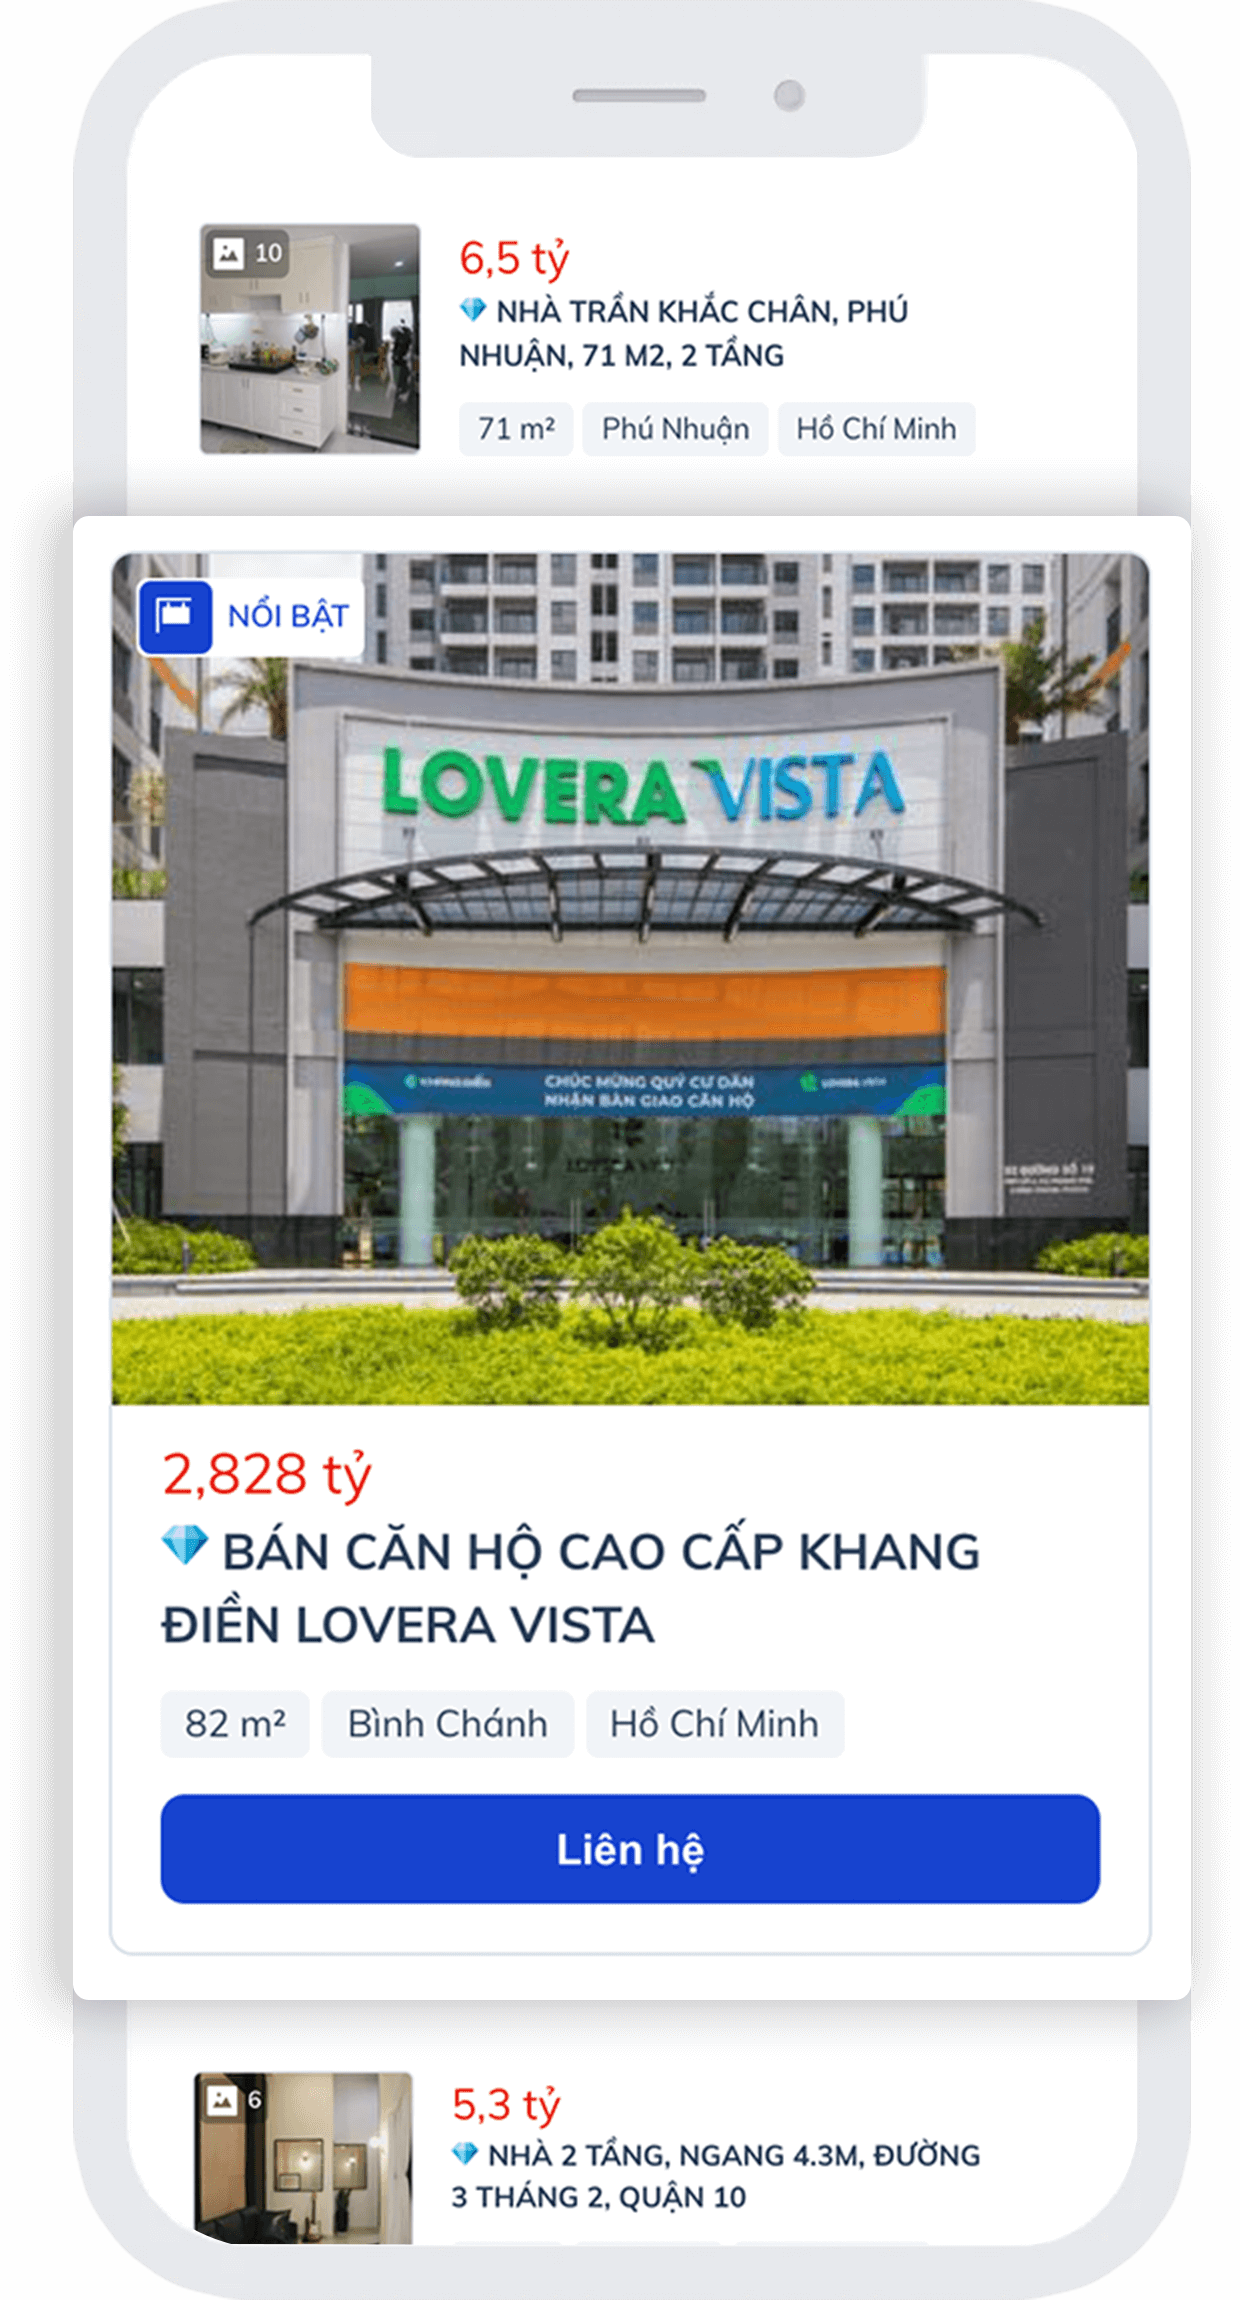 10
6,5 tỷ
NHÀ TRẦN KHẮC CHÂN, PHÚ
NHUẬN, 71 M2, 2 TẦNG
71 m² Phú Nhuận Hồ Chí Minh
NỔI BẬT
LOVERA VISTA
CHÚC MỪNG QUÝ CƯ DÂN
NHẬN BÀN GIAO CĂN HỘ
LOVERA VISTA
2,828 tỷ
BÁN CĂN HỘ CAO CẤP KHANG
ĐIỀN LOVERA VISTA
82 m² Bình Chánh Hồ Chí Minh
Liên hệ
6
5,3 tỷ
NHÀ 2 TẦNG, NGANG 4.3M, ĐƯỜNG
3 THÁNG 2, QUẬN 10